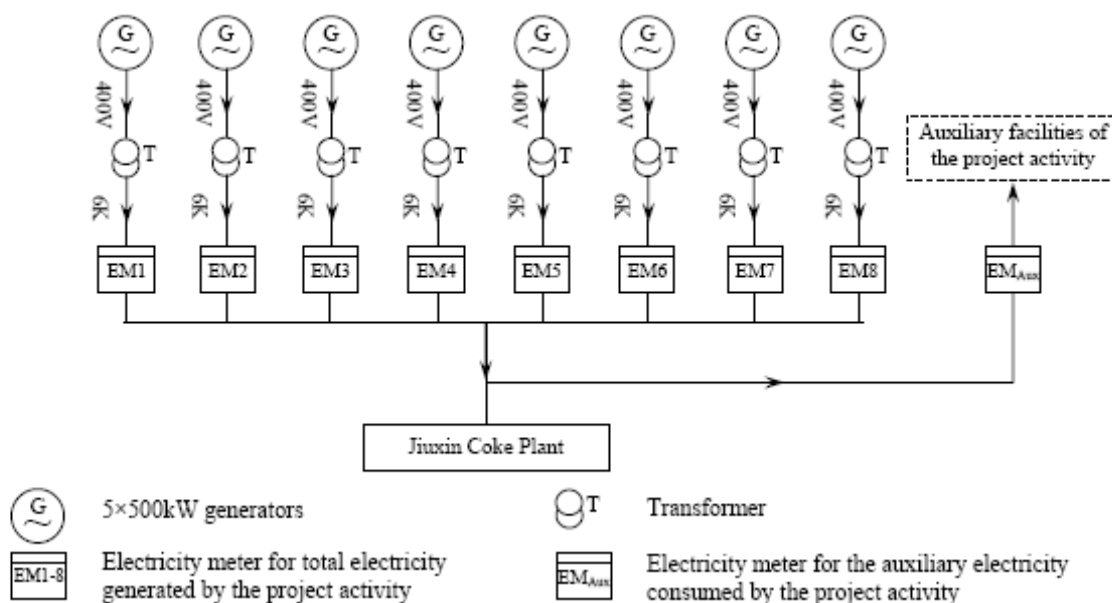 G G G G G G G G
400V 400V 400V 400V 400V 400V 400V 400V
T T T T T T T T
Auxiliary facilities of
the project activity
6K 6K 6K 6K 6K 6K 6K 6K
EM1 EM2 EM3 EM4 EM5 EM6 EM7 EM8 EMAux
Jiuxin Coke Plant
G 5×500kW generators
T Transformer
EM1-8 Electricity meter for total electricity
generated by the project activity
EMAux Electricity meter for the auxiliary electricity
consumed by the project activity